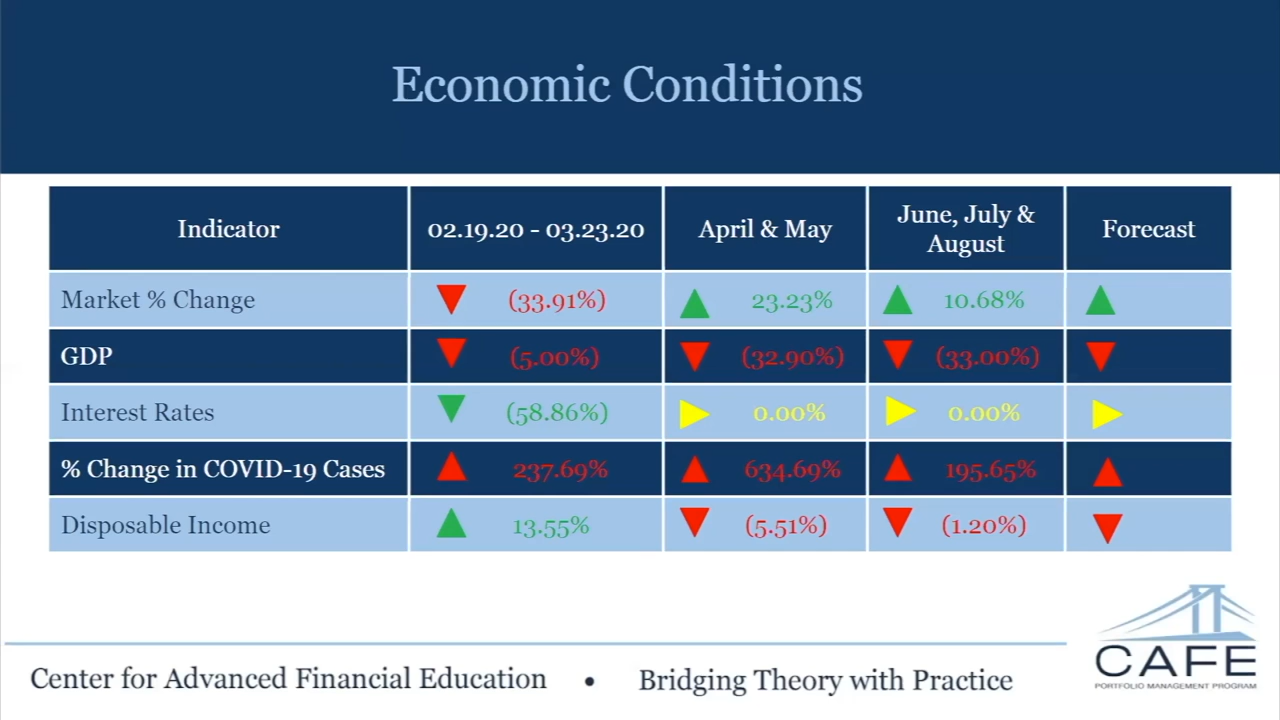 Economic Conditions
Indicator 02.19.20 - 03.23.20 April & May June, July & August Forecast
Market % Change (33.91%) 23.23% 10.68%
GDP (5.00%) (32.90%) (33.00%)
Interest Rates (58.86%) 0.00% 0.00%
% Change in COVID-19 Cases 237.69% 634.69% 195.65%
Disposable Income 13.55% (5.51%) (1.20%)
CAFE
PORTFOLIO MANAGEMENT PROGRAM
Center for Advanced Financial Education • Bridging Theory with Practice